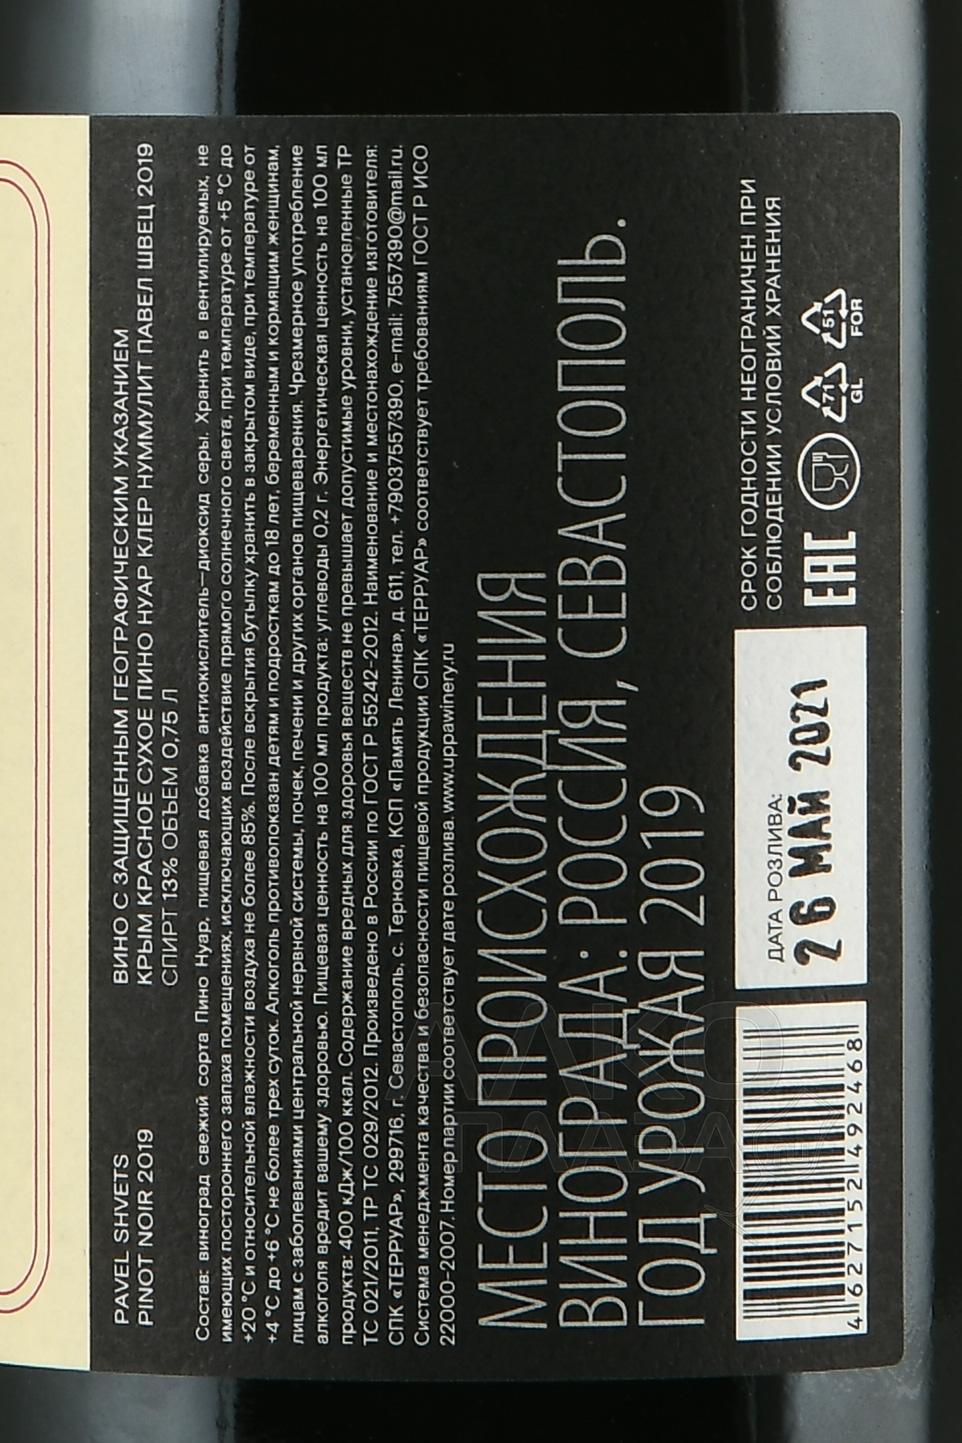 PAVEL SHVETS
PINOT NOIR 2019
ВИНО С ЗАЩИЩЕННЫМ ГЕОГРАФИЧЕСКИМ УКАЗАНИЕМ
КРЫМ КРАСНОЕ СУХОЕ ПИНО НУАР КЛЕР НУММУЛИТ ПАВЕЛ ШВЕЦ 2019
СПИРТ 13% ОБЪЕМ 0,75 Л
Состав: виноград свежий сорта Пино Нуар, пищевая добавка антиокислитель—диоксид серы. Хранить в вентилируемых, не
имеющих постороннего запаха помещениях, исключающих воздействие прямого солнечного света, при температуре от +5 °С до
+20 °С и относительной влажности воздуха не более 85%. После вскрытия бутылку хранить в закрытом виде, при температуре от
+4 °С до +6 °С не более трех суток. Алкоголь противопоказан детям и подросткам до 18 лет, беременным и кормящим женщинам,
лицам с заболеваниями центральной нервной системы, почек, печени и других органов пищеварения. Чрезмерное употребление
алкоголя вредит вашему здоровью. Пищевая ценность на 100 мл продукта: углеводы 0,2 г. Энергетическая ценность на 100 мл
продукта: 400 кДж/100 ккал. Содержание вредных для здоровья веществ не превышает допустимые уровни, установленные ТР
ТС 021/2011, ТР ТС 029/2012. Произведено в России по ГОСТ Р 55242-2012. Наименование и местонахождение изготовителя:
СПК «ТЕРРУАР», 299716, г. Севастополь, с. Терновка, КСП «Память Ленина», д. 611, тел. +79037557390, e-mail: 7557390@mail.ru.
Система менеджмента качества и безопасности пищевой продукции СПК «ТЕРРУАР» соответствует требованиям ГОСТ Р ИСО
22000-2007. Номер партии соответствует дате розлива. www.uppawinery.ru
МЕСТО ПРОИСХОЖДЕНИЯ
ВИНОГРАДА: РОССИЯ, СЕВАСТОПОЛЬ.
ГОД УРОЖАЯ 2019
4 627152 492468
ДАТА РОЗЛИВА:
26 МАЙ 2021
СРОК ГОДНОСТИ НЕОГРАНИЧЕН ПРИ
СОБЛЮДЕНИИ УСЛОВИЙ ХРАНЕНИЯ
EAC
71
GL
51
FOR
АЛКО
ПЛАЗА